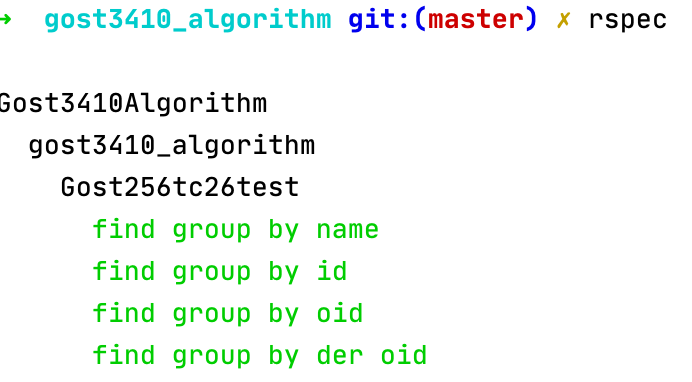 ➜ gost3410_algorithm git:(master) ✗ rspec
Gost3410Algorithm
gost3410_algorithm
Gost256tc26test
find group by name
find group by id
find group by oid
find group by der oid